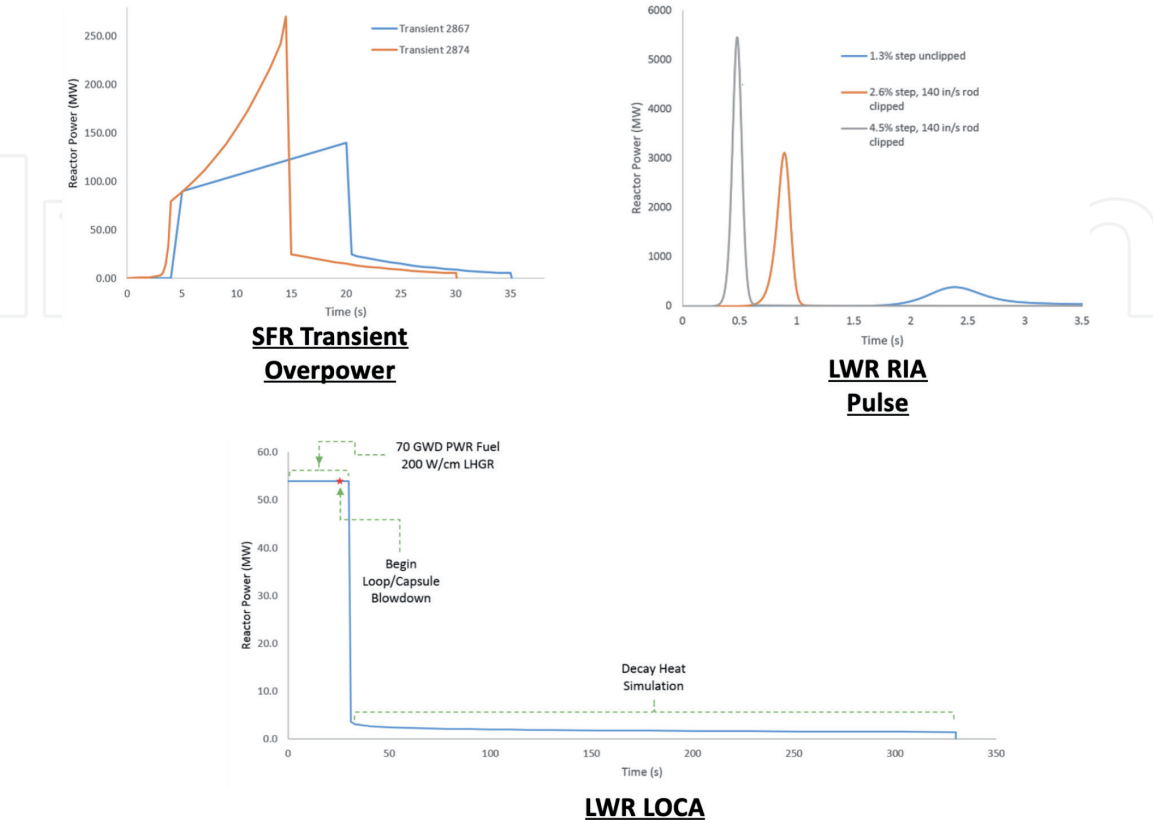 250.00
200.00
150.00
100.00
50.00
0.00
Reactor Power (MW)
Transient 2867
Transient 2874
0 5 10 15 20 25 30 35
Time (s)
SFR Transient
Overpower
6000
5000
4000
3000
2000
1000
0
Reactor Power (MW)
1.3% step unclipped
2.6% step, 140 in/s rod
clipped
4.5% step, 140 in/s rod
clipped
0 0.5 1 1.5 2 2.5 3 3.5
Time (s)
LWR RIA
Pulse
60.0
50.0
40.0
30.0
20.0
10.0
0.0
Reactor Power (MW)
70 GWD PWR Fuel
200 W/cm LHGR
Begin
Loop/Capsule
Blowdown
Decay Heat
Simulation
0 50 100 150 200 250 300 350
Time (s)
LWR LOCA